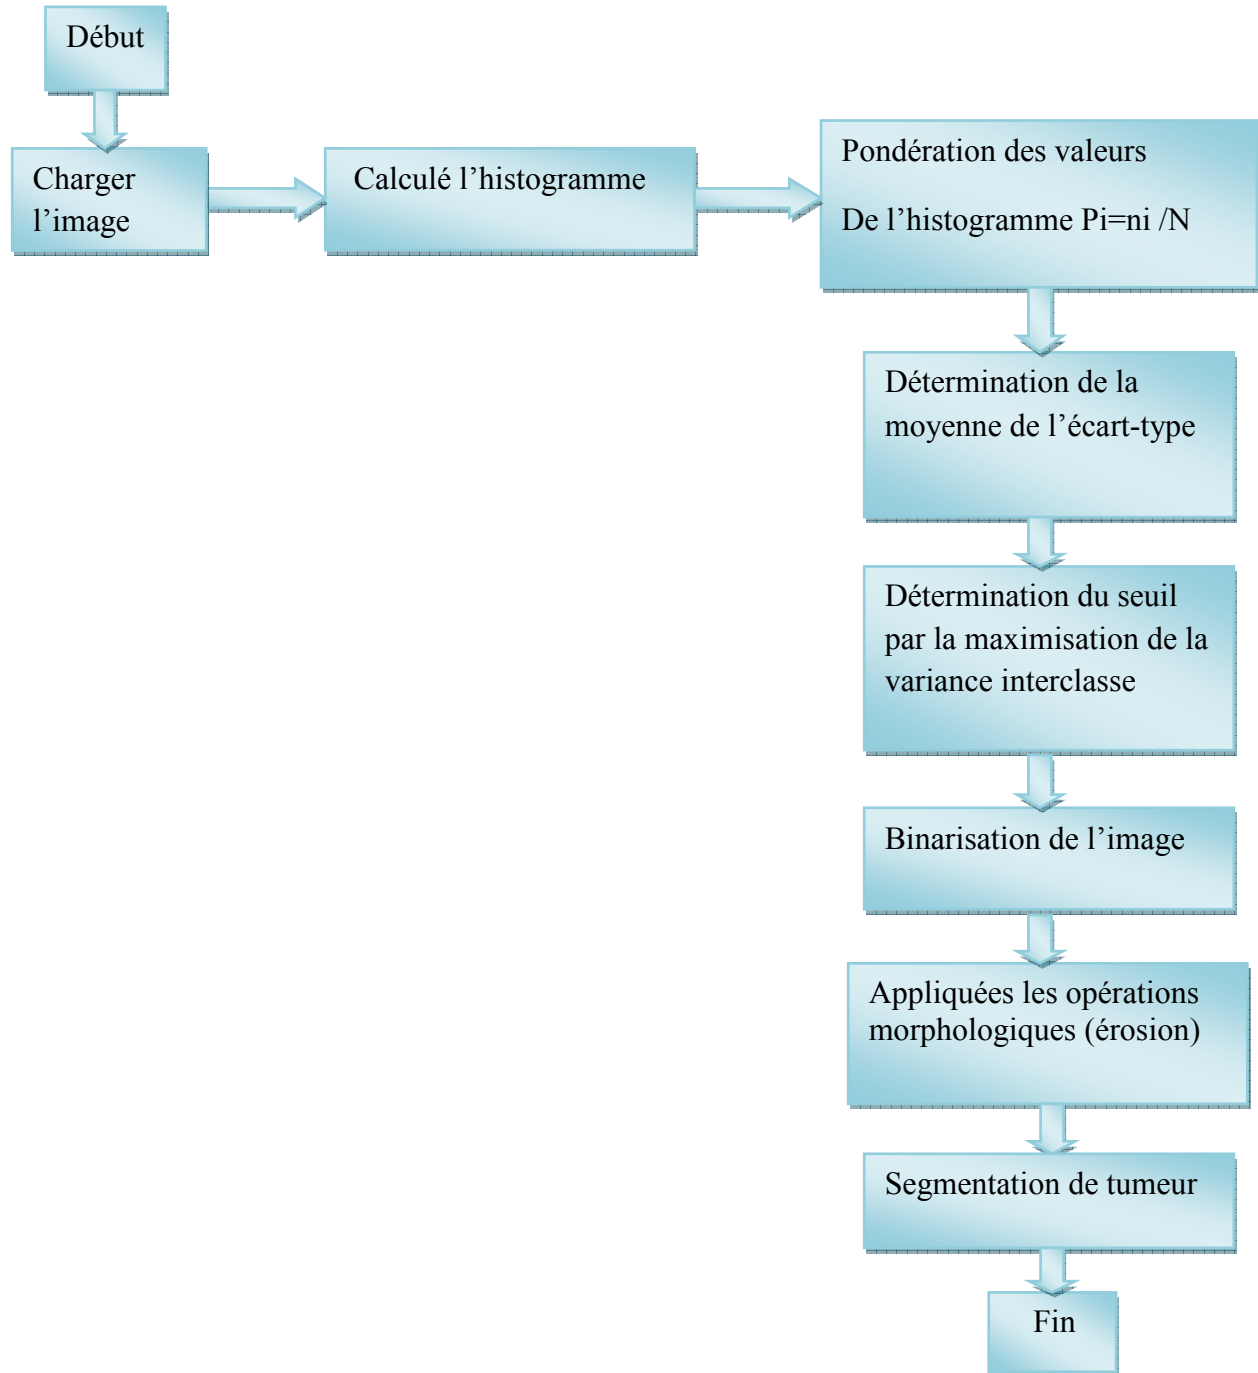 Début
Charger
l’image
Calculé l’histogramme
Pondération des valeurs
De l’histogramme Pi=ni /N
Détermination de la
moyenne de l’écart-type
Détermination du seuil
par la maximisation de la
variance interclasse
Binarisation de l’image
Appliquées les opérations
morphologiques (érosion)
Segmentation de tumeur
Fin